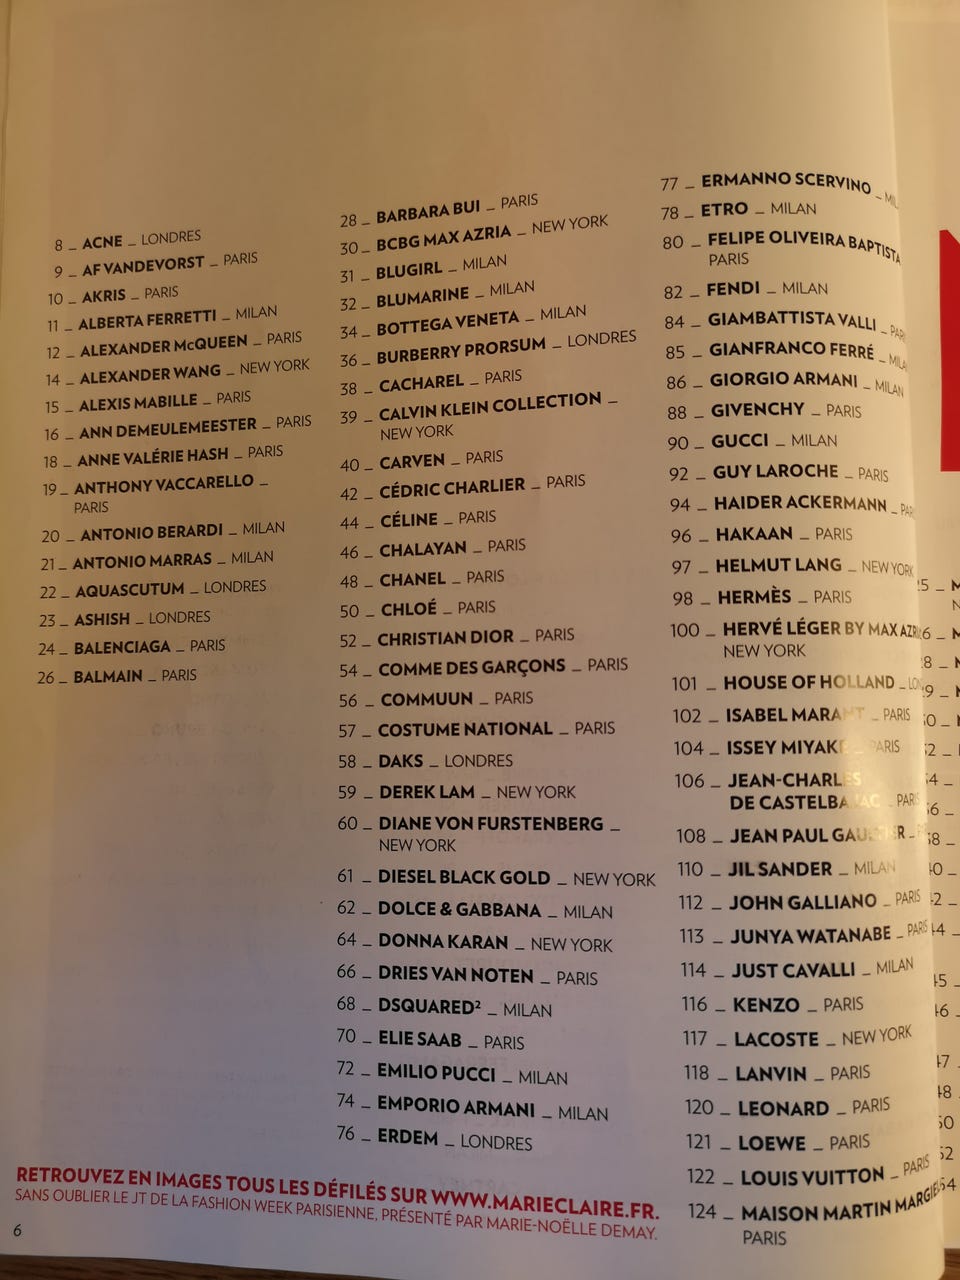 8 _ ACNE _ LONDRES
9 _ AF VANDEVORST _ PARIS
10 _ AKRIS _ PARIS
11 _ ALBERTA FERRETTI _ MILAN
12 _ ALEXANDER McQUEEN _ PARIS
14 _ ALEXANDER WANG _ NEW YORK
15 _ ALEXIS MABILLE _ PARIS
16 _ ANN DEMEULEMEESTER _ PARIS
18 _ ANNE VALÉRIE HASH _ PARIS
19 _ ANTHONY VACCARELLO _
PARIS
20 _ ANTONIO BERARDI _ MILAN
21 _ ANTONIO MARRAS _ MILAN
22 _ AQUASCUTUM _ LONDRES
23 _ ASHISH _ LONDRES
24 _ BALENCIAGA _ PARIS
26 _ BALMAIN _ PARIS
28 _ BARBARA BUI _ PARIS
30 _ BCBG MAX AZRIA _ NEW YORK
31 _ BLUGIRL _ MILAN
32 _ BLUMARINE _ MILAN
34 _ BOTTEGA VENETA _ MILAN
36 _ BURBERRY PRORSUM _ LONDRES
38 _ CACHAREL _ PARIS
39 _ CALVIN KLEIN COLLECTION _
NEW YORK
40 _ CARVEN _ PARIS
42 _ CÉDRIC CHARLIER _ PARIS
44 _ CÉLINE _ PARIS
46 _ CHALAYAN _ PARIS
48 _ CHANEL _ PARIS
50 _ CHLOÉ _ PARIS
52 _ CHRISTIAN DIOR _ PARIS
54 _ COMME DES GARÇONS _ PARIS
56 _ COMMUUN _ PARIS
57 _ COSTUME NATIONAL _ PARIS
58 _ DAKS _ LONDRES
59 _ DEREK LAM _ NEW YORK
60 _ DIANE VON FURSTENBERG _
NEW YORK
61 _ DIESEL BLACK GOLD _ NEW YORK
62 _ DOLCE & GABBANA _ MILAN
64 _ DONNA KARAN _ NEW YORK
66 _ DRIES VAN NOTEN _ PARIS
68 _ DSQUARED² _ MILAN
70 _ ELIE SAAB _ PARIS
72 _ EMILIO PUCCI _ MILAN
74 _ EMPORIO ARMANI _ MILAN
76 _ ERDEM _ LONDRES
77 _ ERMANNO SCERVINO _
78 _ ETRO _ MILAN
80 _ FELIPE OLIVEIRA BAPTISTA
PARIS
82 _ FENDI _ MILAN
84 _ GIAMBATTISTA VALLI _
85 _ GIANFRANCO FERRÉ _
86 _ GIORGIO ARMANI _ MILAN
88 _ GIVENCHY _ PARIS
90 _ GUCCI _ MILAN
92 _ GUY LAROCHE _ PARIS
94 _ HAIDER ACKERMANN _
96 _ HAKAAN _ PARIS
97 _ HELMUT LANG _ NEW YORK
98 _ HERMÈS _ PARIS
100 _ HERVÉ LÉGER BY MAX
NEW YORK
101 _ HOUSE OF HOLLAND _
102 _ ISABEL MARANT _ PARIS
104 _ ISSEY MIYAKE _ PARIS
106 _ JEAN-CHARLES
DE CASTELBAJAC _ PARIS
108 _ JEAN PAUL GAULTIER _
110 _ JIL SANDER _ MILAN
112 _ JOHN GALLIANO _ PARIS
113 _ JUNYA WATANABE _ PARIS
114 _ JUST CAVALLI _ MILAN
116 _ KENZO _ PARIS
117 _ LACOSTE _ NEW YORK
118 _ LANVIN _ PARIS
120 _ LEONARD _ PARIS
121 _ LOEWE _ PARIS
122 _ LOUIS VUITTON _ PARIS
124 _ MAISON MARTIN
PARIS
RETROUVEZ EN IMAGES TOUS LES DÉFILÉS SUR WWW.MARIECLAIRE.FR.
SANS OUBLIER LE JT DE LA FASHION WEEK PARISIENNE, PRÉSENTÉ PAR MARIE-NOËLLE DEMAY.
6